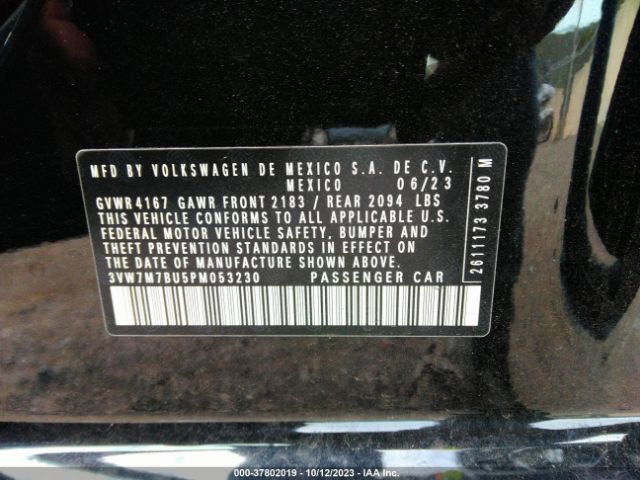 MFD BY VOLKSWAGEN DE MEXICO S.A. DE C.V.
MEXICO 06/23
GVWR 4167 GAWR FRONT 2183 / REAR 2094 LBS
THIS VEHICLE CONFORMS TO ALL APPLICABLE U.S.
FEDERAL MOTOR VEHICLE SAFETY, BUMPER AND
THEFT PREVENTION STANDARDS IN EFFECT ON
THE DATE OF MANUFACTURE SHOWN ABOVE.
3VW7M7BU5PM053230 PASSENGER CAR
2611173 3780 M
000-37802019 - 10/12/2023 - IAA Inc.